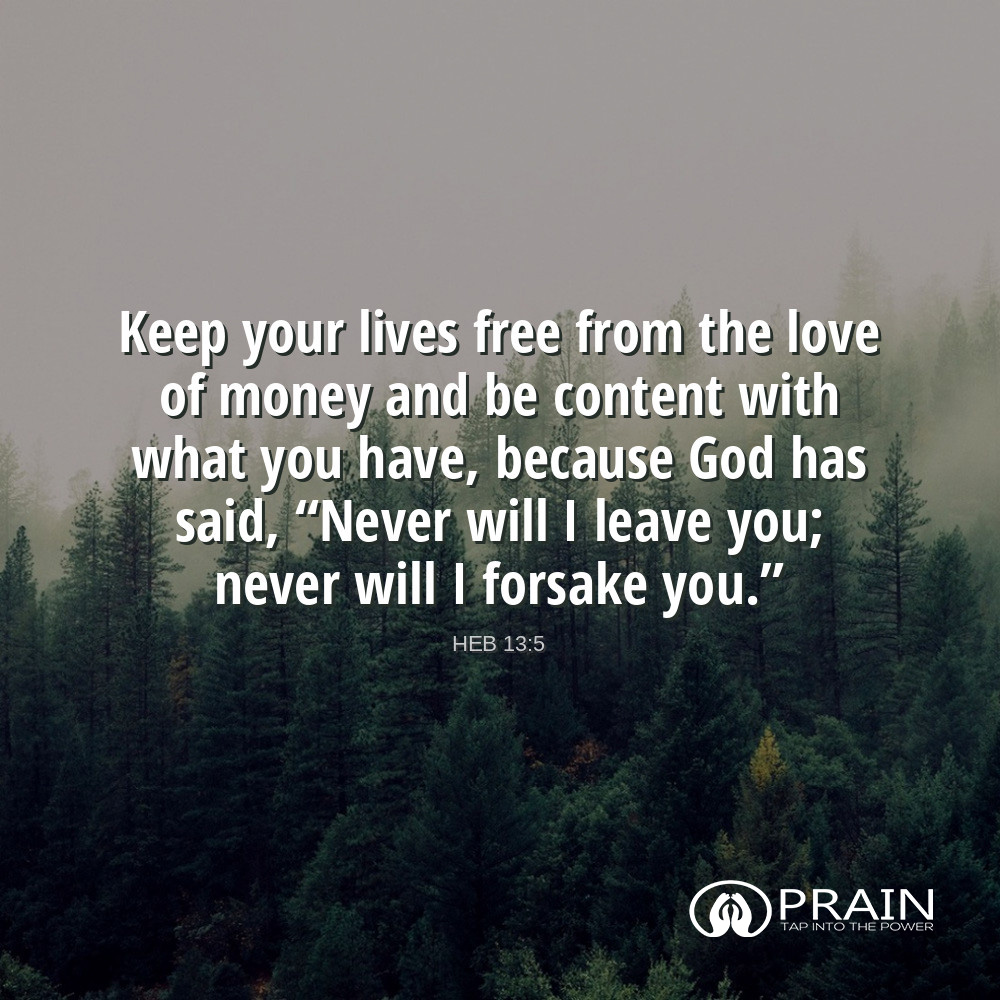 Keep your lives free from the love
of money and be content with
what you have, because God has
said, “Never will I leave you;
never will I forsake you.”
HEB 13:5
PRAIN
TAP INTO THE POWER